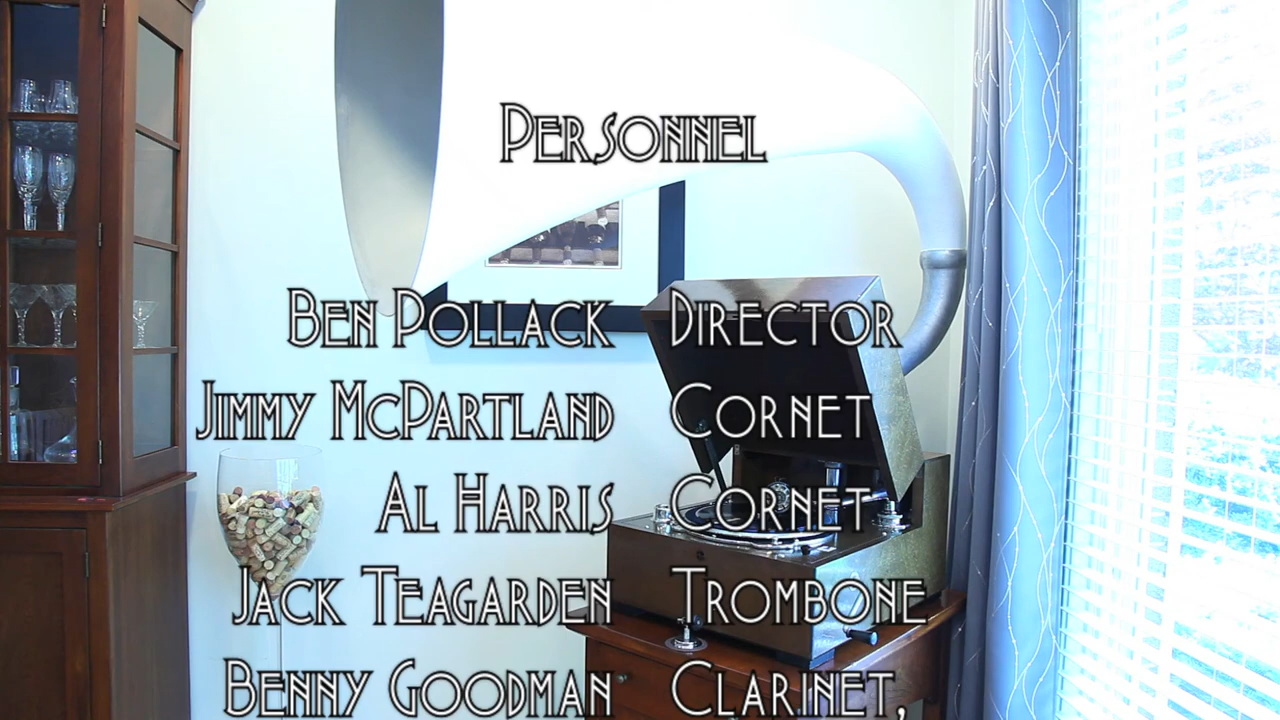 Personnel
Ben Pollack Director
Jimmy McPartland Cornet
Al Harris Cornet
Jack Teagarden Trombone
Benny Goodman Clarinet,